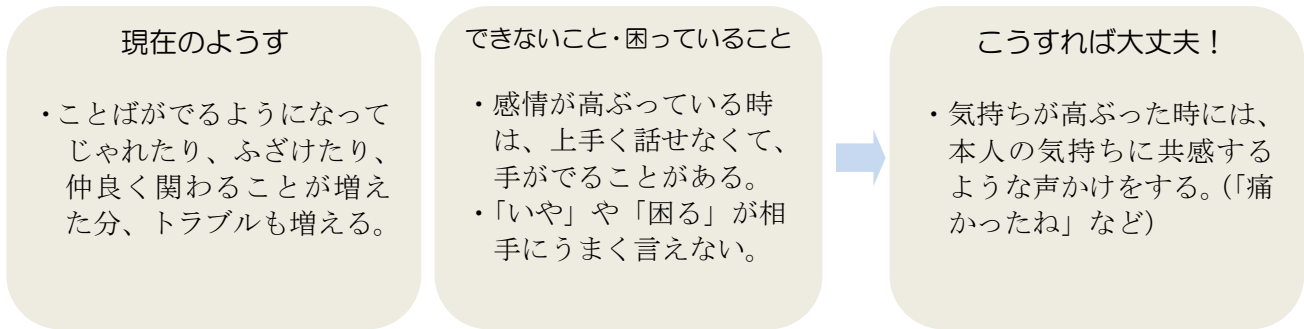 現在のようす
・ことばがでるようになって
じゃれたり、ふざけたり、
仲良く関わることが増え
た分、トラブルも増える。
できないこと・困っていること
・感情が高ぶっている時
は、上手く話せなくて、
手がでることがある。
・「いや」や「困る」が相
手にうまく言えない。
こうすれば大丈夫！
・気持ちが高ぶった時には、
本人の気持ちに共感する
ような声かけをする。（「痛
かったね」など）